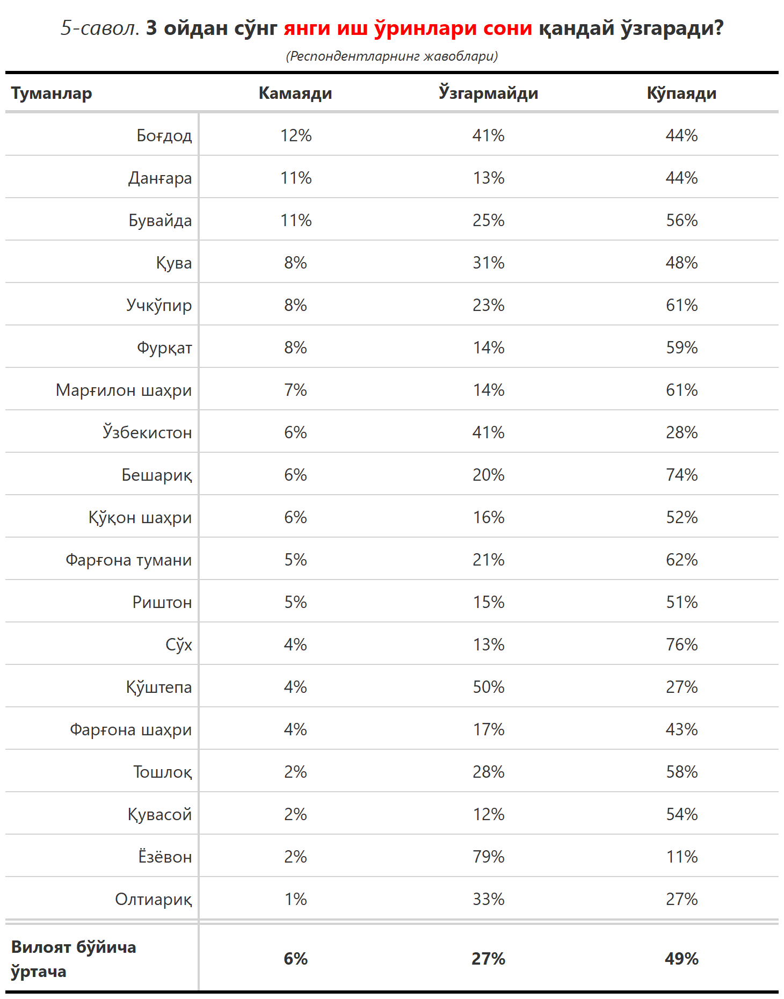 5-савол. 3 ойдан сўнг янги иш ўринлари сони қандай ўзгаради?
(Респондентларнинг жавоблари)
Туманлар Камаяди Ўзгармайди Кўпаяди
Боғдод 12% 41% 44%
Данғара 11% 13% 44%
Бувайда 11% 25% 56%
Қува 8% 31% 48%
Учкўпир 8% 23% 61%
Фурқат 8% 14% 59%
Марғилон шаҳри 7% 14% 61%
Ўзбекистон 6% 41% 28%
Бешариқ 6% 20% 74%
Қўқон шаҳри 6% 16% 52%
Фарғона тумани 5% 21% 62%
Риштон 5% 15% 51%
Сўх 4% 13% 76%
Қўштепа 4% 50% 27%
Фарғона шаҳри 4% 17% 43%
Тошлоқ 2% 28% 58%
Қувасой 2% 12% 54%
Ёзёвон 2% 79% 11%
Олтиариқ 1% 33% 27%
Вилоят бўйича
ўртача 6% 27% 49%